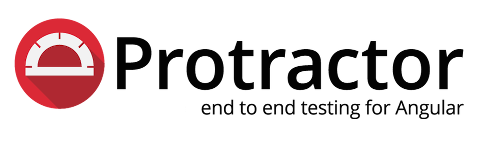 Protractor
end to end testing for Angular